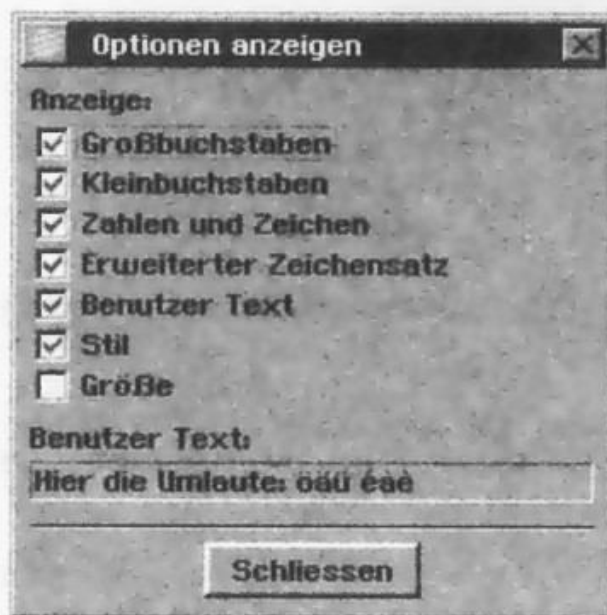 Optionen anzeigen
Anzeige:
Großbuchstaben
Kleinbuchstaben
Zahlen und Zeichen
Erweiterter Zeichensatz
Benutzer Text
Stil
Größe
Benutzer Text:
Hier die Umlaute: öäü éàè
Schliessen